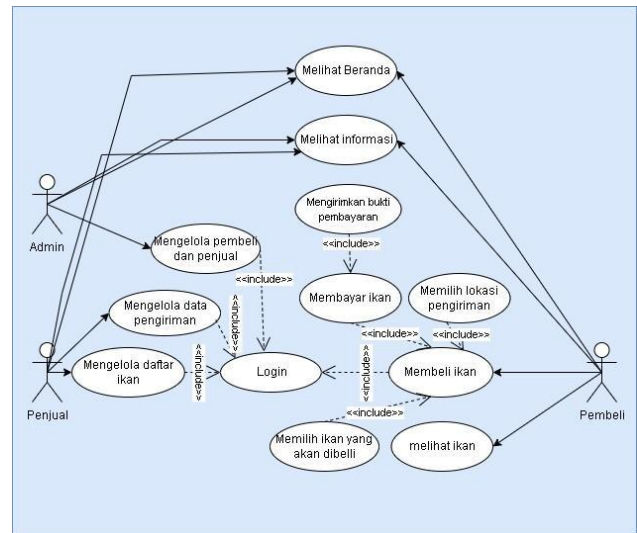 Melihat Beranda
Melihat informasi
Mengirimkan bukti
pembayaran
<<include>>
Admin
Mengelola pembeli
dan penjual
<<include>>
Membayar ikan
Memilih lokasi
pengiriman
Mengelola data
pengiriman
<<include>>
<<include>>
<<include>>
Mengelola daftar
ikan
<<include>>
Login
<<include>>
Membeli ikan
Penjual
Pembeli
<<include>>
Memilih ikan yang
akan dibelli
melihat ikan